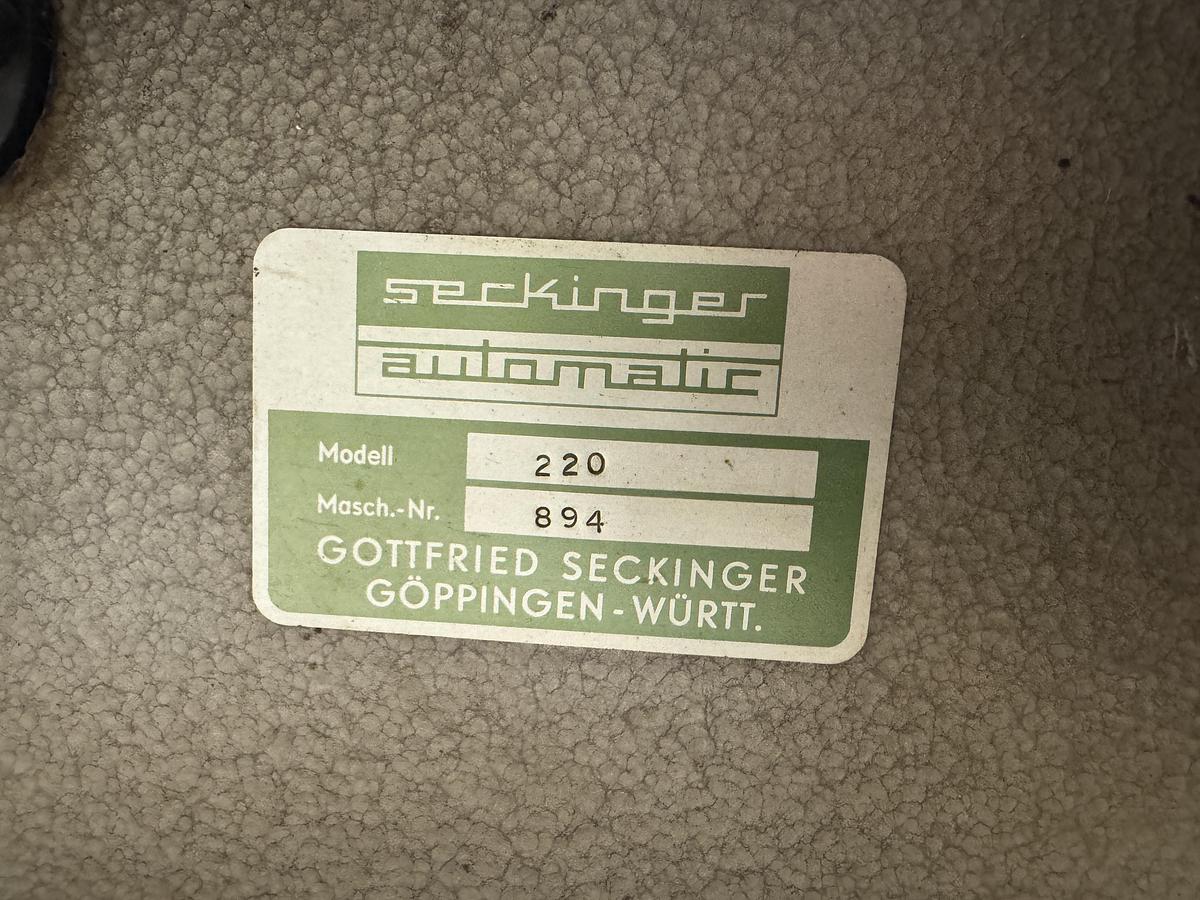 seckinger
automatic
Modell 220
Masch.-Nr. 894
GOTTFRIED SECKINGER
GÖPPINGEN-WÜRTT.